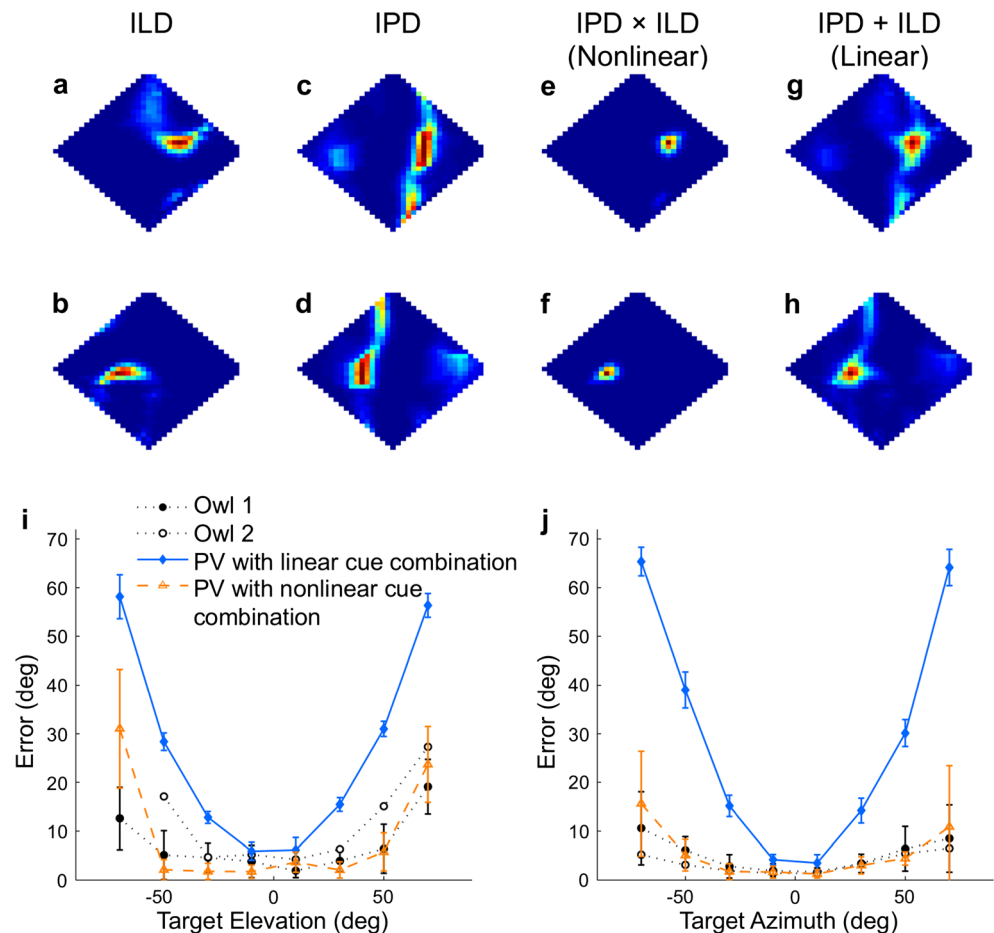 ILD
IPD
IPD × ILD
(Nonlinear)
IPD + ILD
(Linear)
a
c
e
g
b
d
f
h
i
Owl 1
Owl 2
PV with linear cue combination
PV with nonlinear cue
combination
70
60
50
40
30
20
10
0
Error (deg)
-50
0
50
Target Elevation (deg)
j
70
60
50
40
30
20
10
0
Error (deg)
-50
0
50
Target Azimuth (deg)